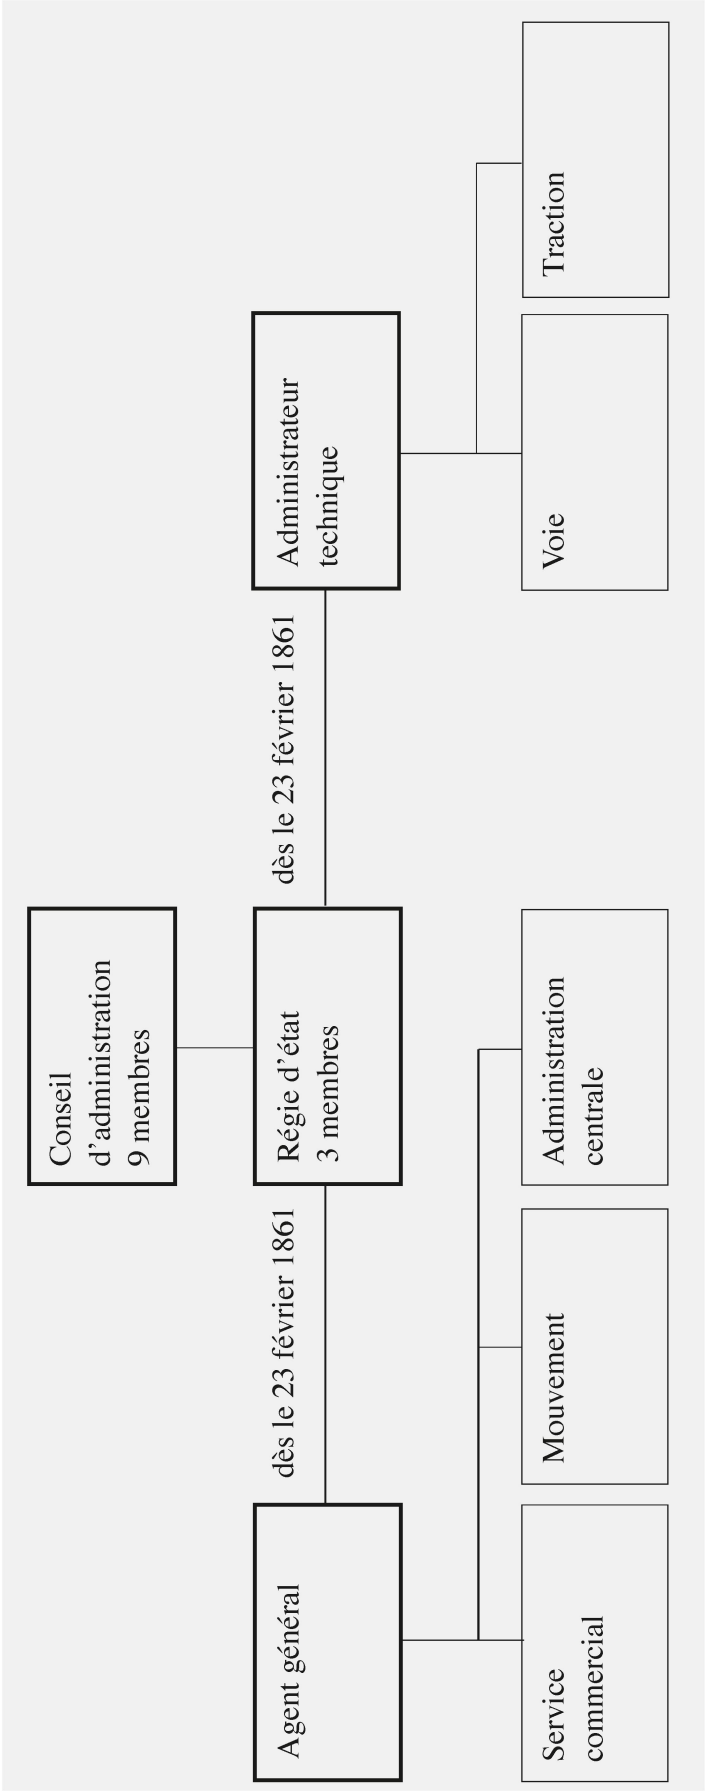 Conseil
d'administration
9 membres
Agent général
dès le 23 février 1861
Régie d'état
3 membres
dès le 23 février 1861
Administrateur
technique
Service
commercial
Mouvement
Administration
centrale
Voie
Traction